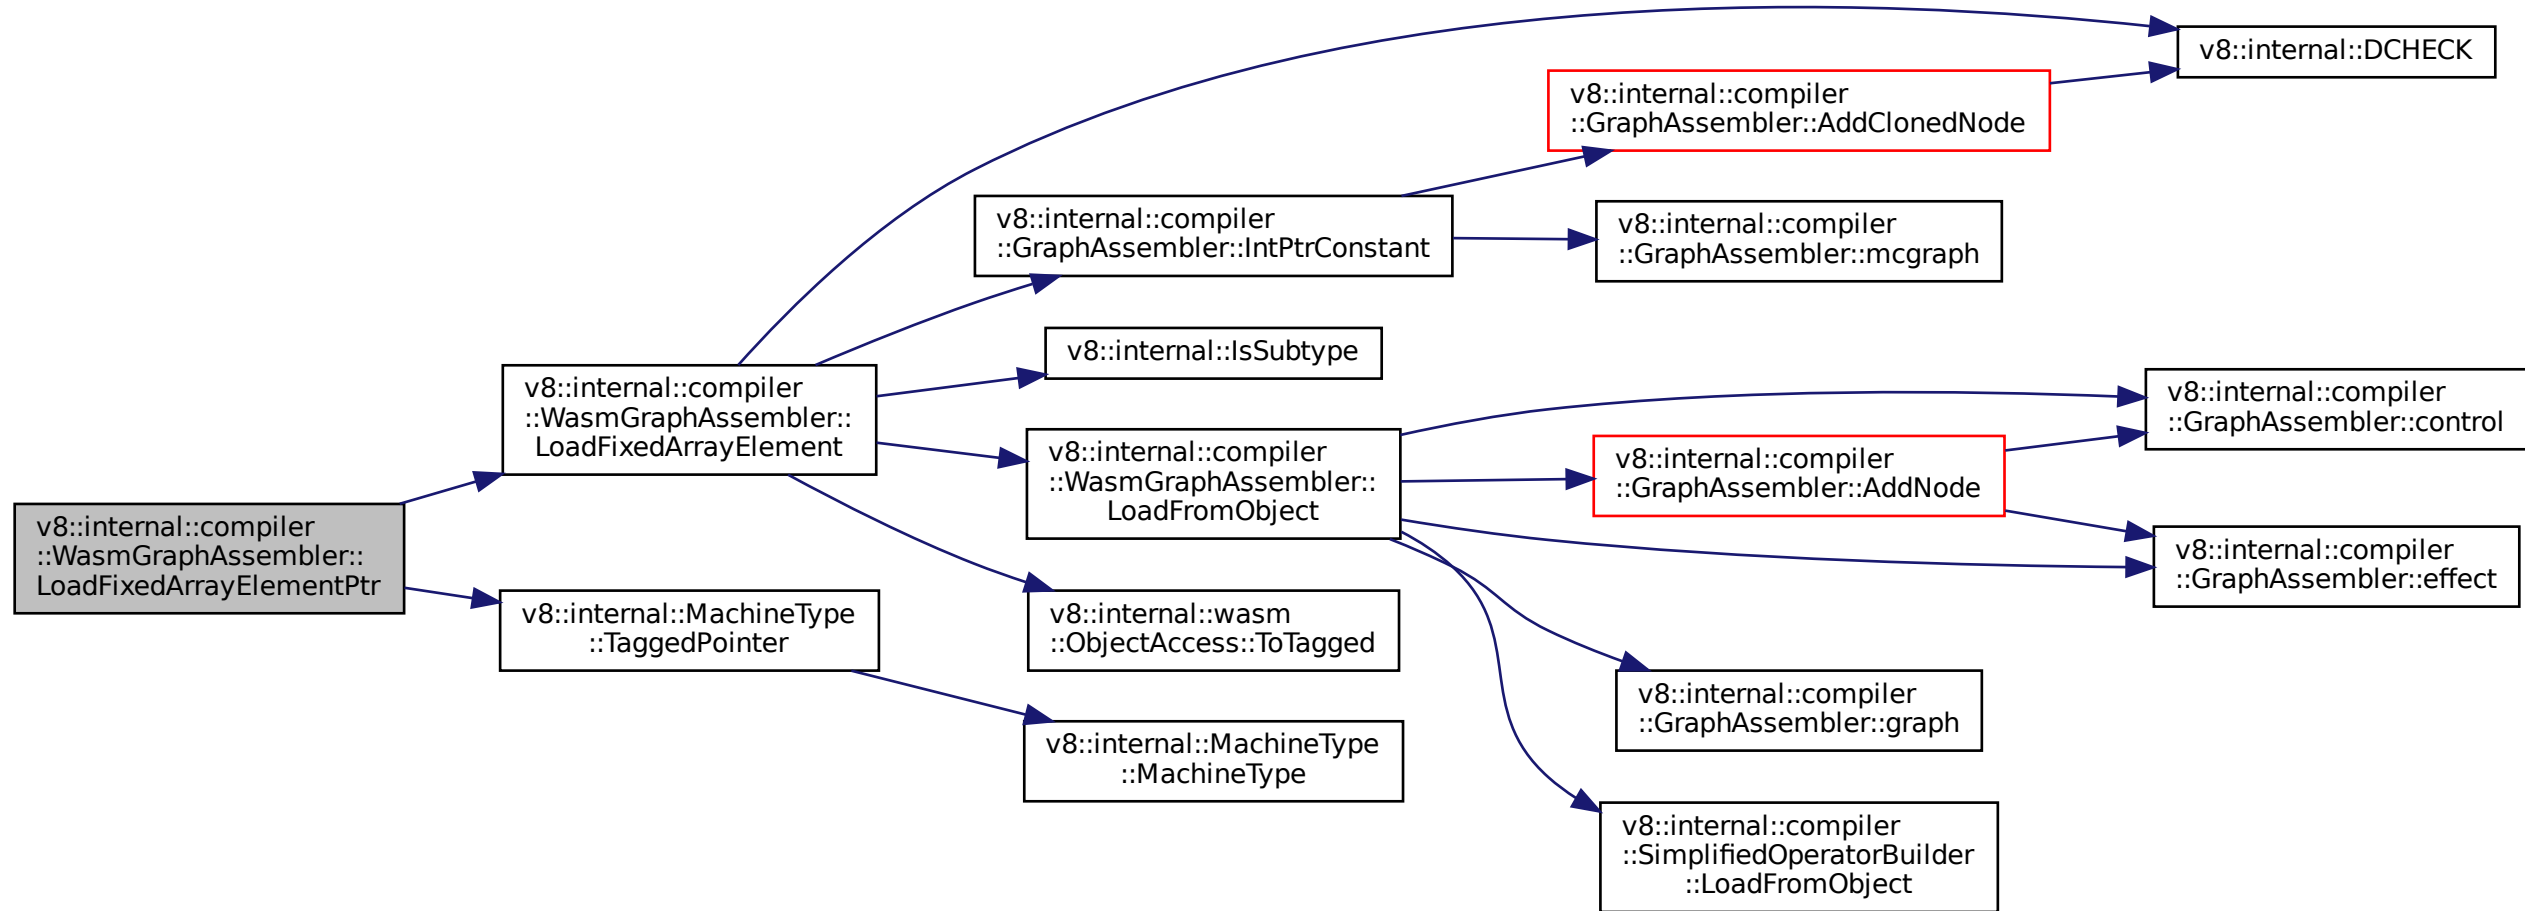 v8::internal::compiler
::WasmGraphAssembler::
LoadFixedArrayElementPtr
v8::internal::compiler
::WasmGraphAssembler::
LoadFixedArrayElement
v8::internal::MachineType
::TaggedPointer
v8::internal::compiler
::GraphAssembler::IntPtrConstant
v8::internal::IsSubtype
v8::internal::compiler
::WasmGraphAssembler::
LoadFromObject
v8::internal::wasm
::ObjectAccess::ToTagged
v8::internal::MachineType
::MachineType
v8::internal::compiler
::GraphAssembler::AddClonedNode
v8::internal::compiler
::GraphAssembler::mcgraph
v8::internal::compiler
::GraphAssembler::AddNode
v8::internal::compiler
::GraphAssembler::graph
v8::internal::compiler
::SimplifiedOperatorBuilder
::LoadFromObject
v8::internal::DCHECK
v8::internal::compiler
::GraphAssembler::control
v8::internal::compiler
::GraphAssembler::effect